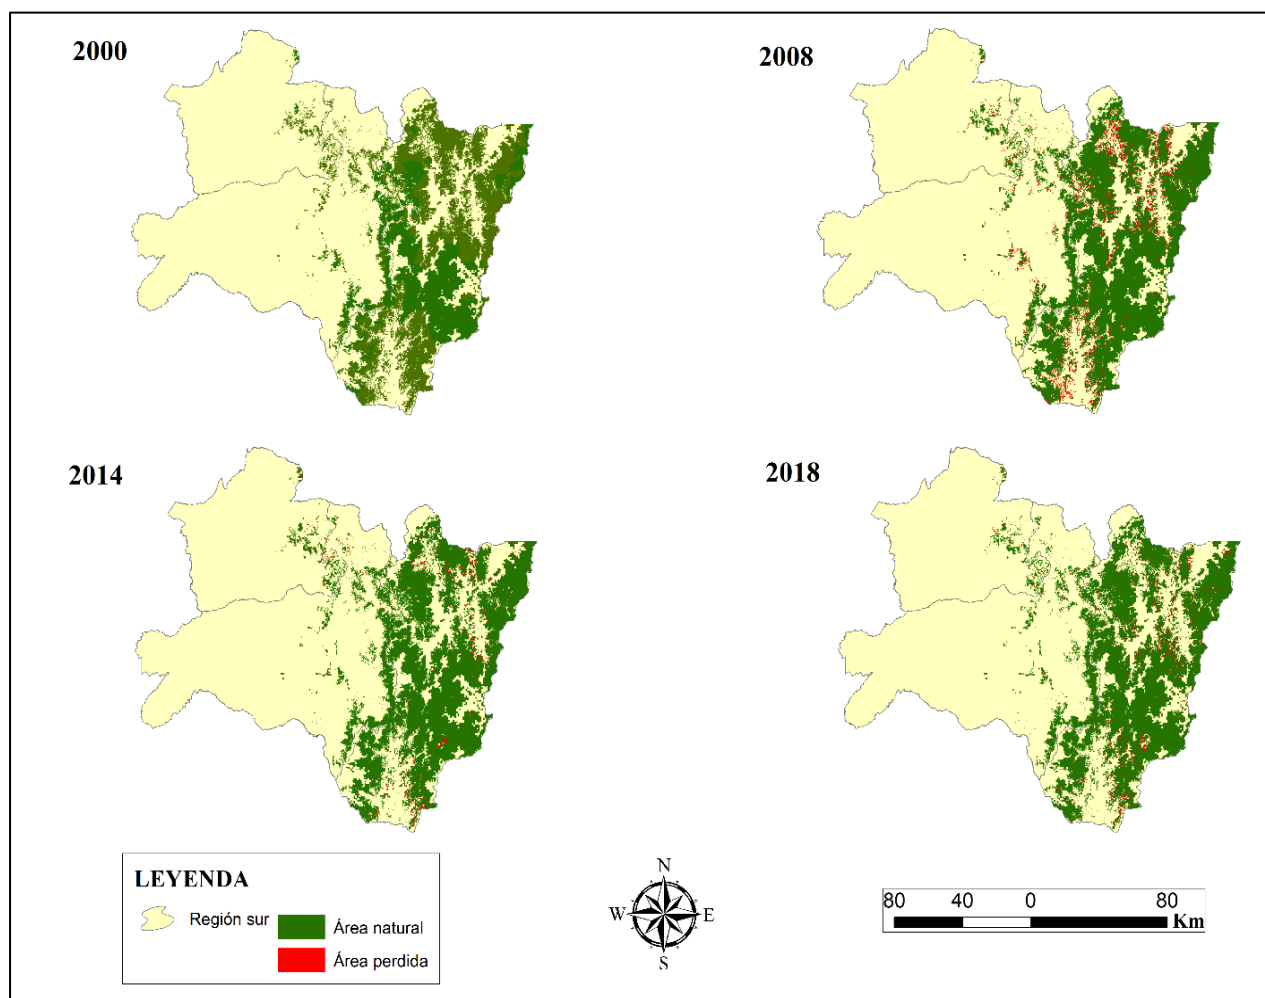 2000
2008
2014
2018
LEYENDA
Región sur
Área natural
Área perdida
N
W
E
S
80 40 0 80
Km